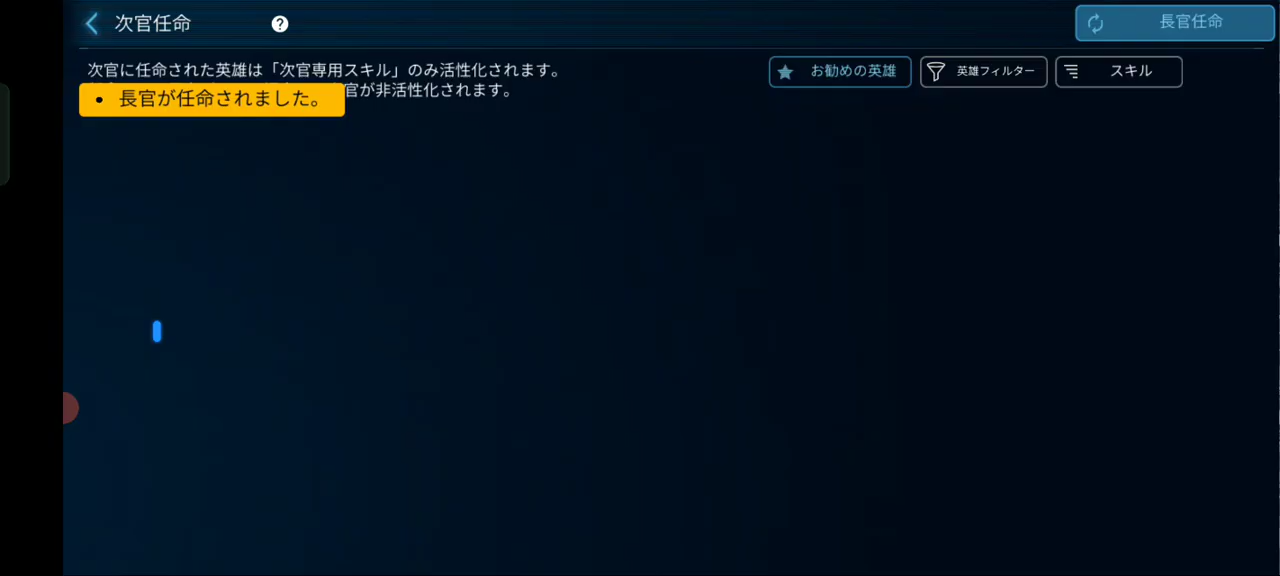 次官任命
?
長官任命
次官に任命された英雄は「次官専用スキル」のみ活性化されます。
お勧めの英雄
英雄フィルター
スキル
官が非活性化されます。
• 長官が任命されました。